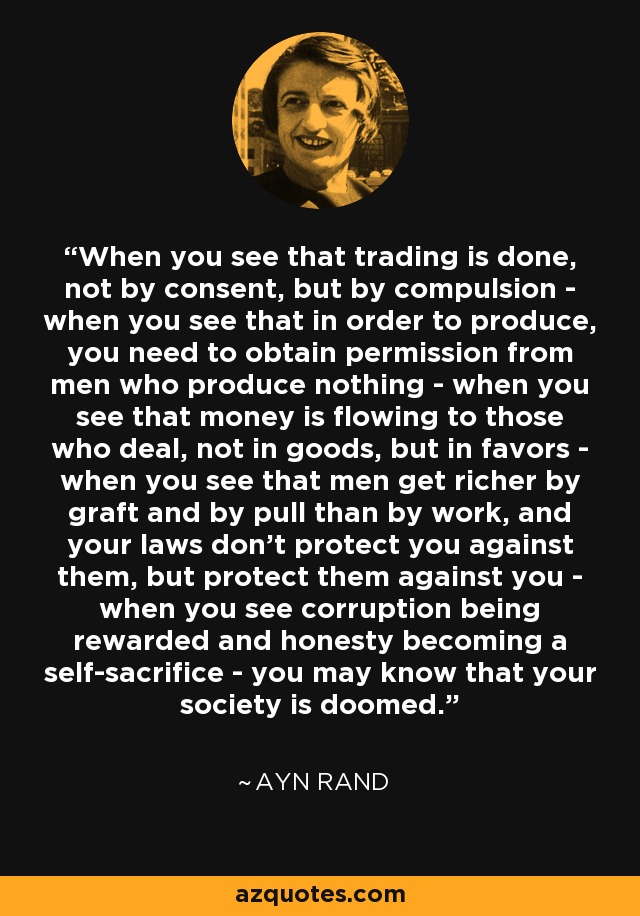 “When you see that trading is done,
not by consent, but by compulsion -
when you see that in order to produce,
you need to obtain permission from
men who produce nothing - when you
see that money is flowing to those
who deal, not in goods, but in favors -
when you see that men get richer by
graft and by pull than by work, and
your laws don’t protect you against
them, but protect them against you -
when you see corruption being
rewarded and honesty becoming a
self-sacrifice - you may know that your
society is doomed.”
~ AYN RAND
azquotes.com